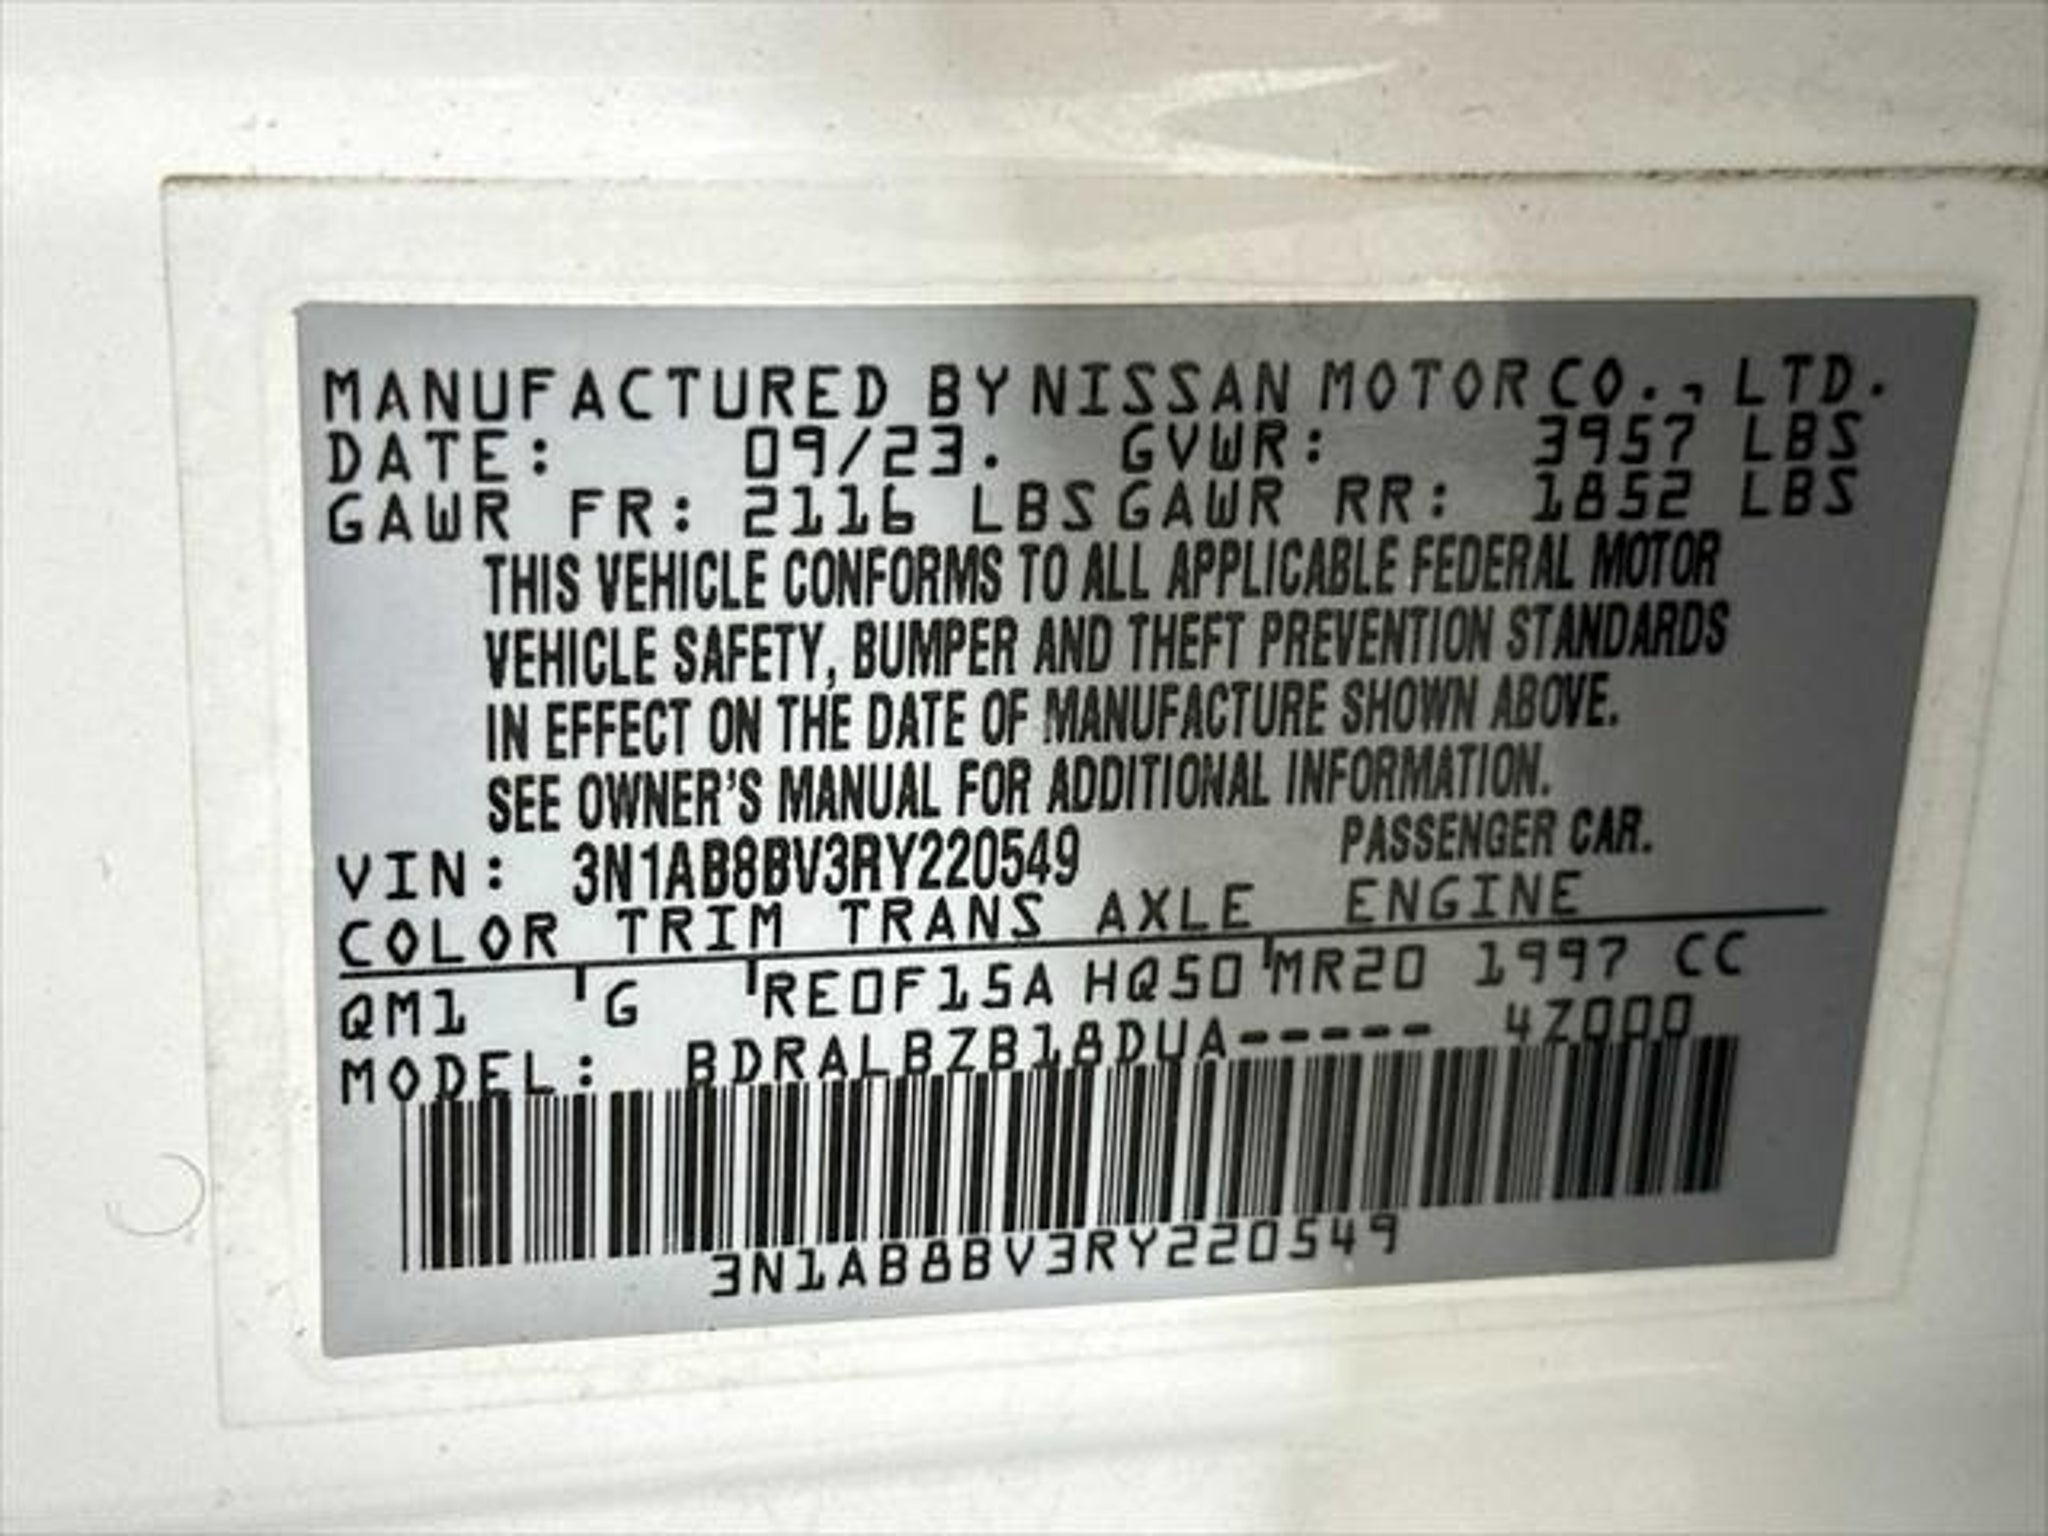 MANUFACTURED BY NISSAN MOTOR CO., LTD.
DATE: 09/23. GVWR: 3957 LBS
GAWR FR: 2116 LBS GAWR RR: 1852 LBS
THIS VEHICLE CONFORMS TO ALL APPLICABLE FEDERAL MOTOR
VEHICLE SAFETY, BUMPER AND THEFT PREVENTION STANDARDS
IN EFFECT ON THE DATE OF MANUFACTURE SHOWN ABOVE.
SEE OWNER'S MANUAL FOR ADDITIONAL INFORMATION.
VIN: 3N1AB8BV3RY220549 PASSENGER CAR.
COLOR TRIM TRANS AXLE ENGINE
QM1 G RE0F15A HQ50 MR20 1997 CC
MODEL: BDRALBZB18DUA----- 4Z000
3N1AB8BV3RY220549